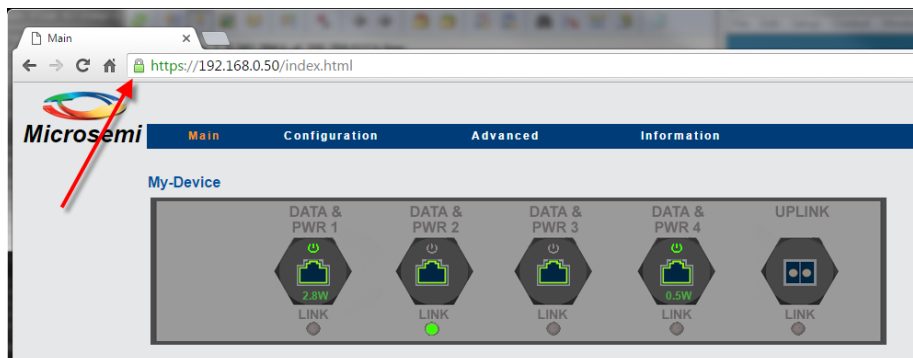 Main
https://192.168.0.50/index.html
Microsemi
Main Configuration Advanced Information
My-Device
DATA & PWR 1
DATA & PWR 2
DATA & PWR 3
DATA & PWR 4
UPLINK
2.8W
0.5W
LINK LINK LINK LINK LINK